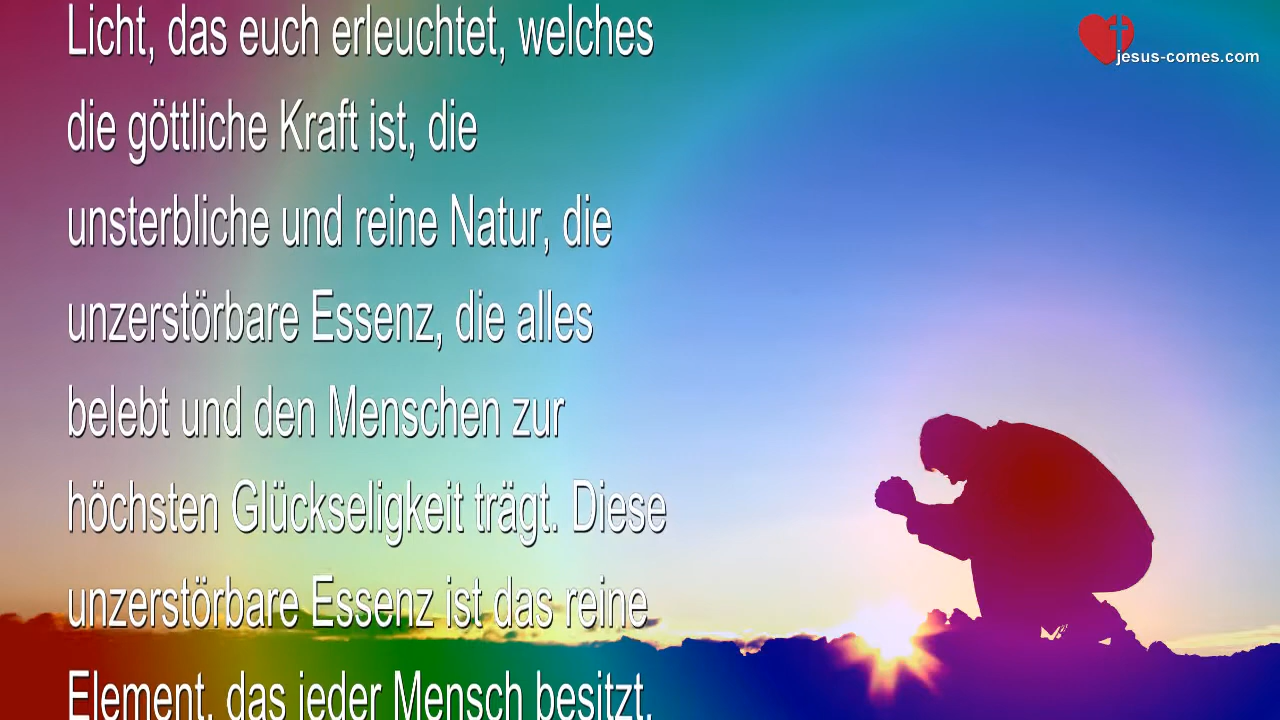 Licht, das euch erleuchtet, welches
die göttliche Kraft ist, die
unsterbliche und reine Natur, die
unzerstörbare Essenz, die alles
belebt und den Menschen zur
höchsten Glückseligkeit trägt. Diese
unzerstörbare Essenz ist das reine
Element, das jeder Mensch besitzt.
jesus-comes.com